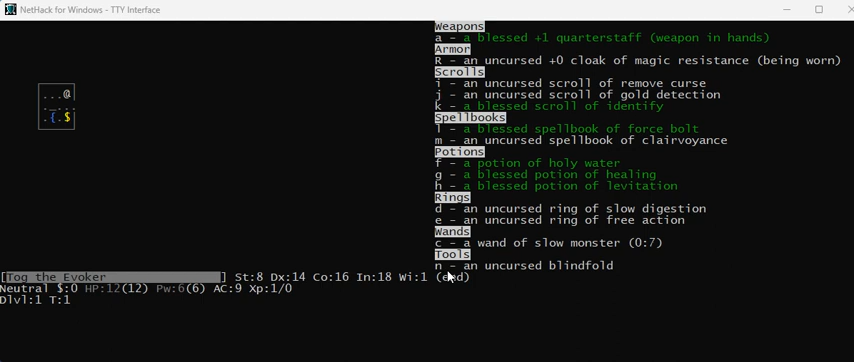 NetHack for Windows - TTY Interface
Weapons
a - a blessed +1 quarterstaff (weapon in hands)
Armor
R - an uncursed +0 cloak of magic resistance (being worn)
Scrolls
i - an uncursed scroll of remove curse
j - an uncursed scroll of gold detection
k - a blessed scroll of identify
Spellbooks
l - a blessed spellbook of force bolt
m - an uncursed spellbook of clairvoyance
Potions
f - a potion of holy water
g - a blessed potion of healing
h - a blessed potion of levitation
Rings
d - an uncursed ring of slow digestion
e - an uncursed ring of free action
Wands
c - a wand of slow monster (0:7)
Tools
n - an uncursed blindfold
(end)
...@
._...
.{.$
[Tog the Evoker] St:8 Dx:14 Co:16 In:18 Wi:1
Neutral $:0 HP:12(12) Pw:6(6) AC:9 Xp:1/0
Dlvl:1 T:1